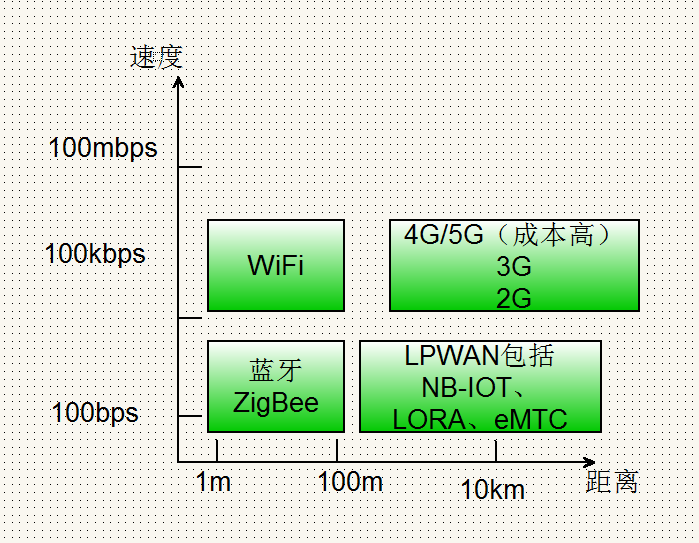 速度
100mbps
100kbps
WiFi
4G/5G（成本高）
3G
2G
100bps
蓝牙
ZigBee
LPWAN包括
NB-IOT、
LORA、eMTC
1m
100m
10km
距离